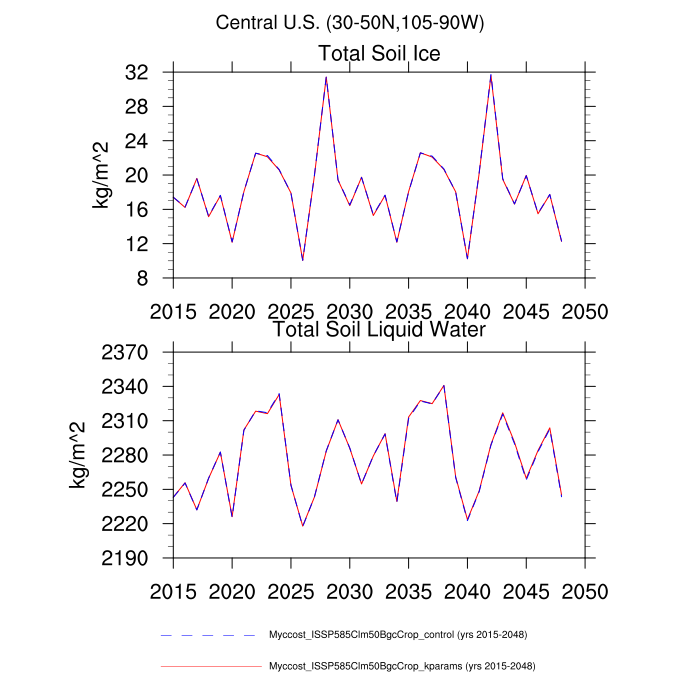 Central U.S. (30-50N,105-90W)
Total Soil Ice
32
28
24
20
16
12
8
kg/m^2
2015 2020 2025 2030 2035 2040 2045 2050
Total Soil Liquid Water
2370
2340
2310
2280
2250
2220
2190
kg/m^2
2015 2020 2025 2030 2035 2040 2045 2050
Myccost_ISSP585Clm50BgcCrop_control (yrs 2015-2048)
Myccost_ISSP585Clm50BgcCrop_kparams (yrs 2015-2048)